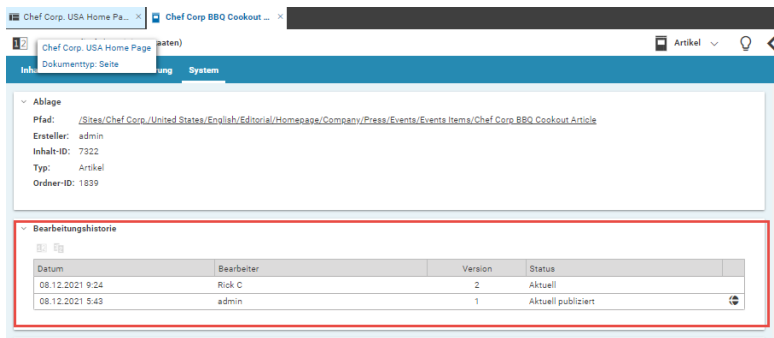 Chef Corp. USA Home Pa... × Chef Corp BBQ Cookout ... ×
12 aaten) Artikel
Chef Corp. USA Home Page
Dokumenttyp: Seite
Inh rung System
Ablage
Pfad: /Sites/Chef Corp./United States/English/Editorial/Homepage/Company/Press/Events/Events Items/Chef Corp BBQ Cookout Article
Ersteller: admin
Inhalt-ID: 7322
Typ: Artikel
Ordner-ID: 1839
Bearbeitungshistorie
Datum Bearbeiter Version Status
08.12.2021 9:24 Rick C 2 Aktuell
08.12.2021 5:43 admin 1 Aktuell publiziert